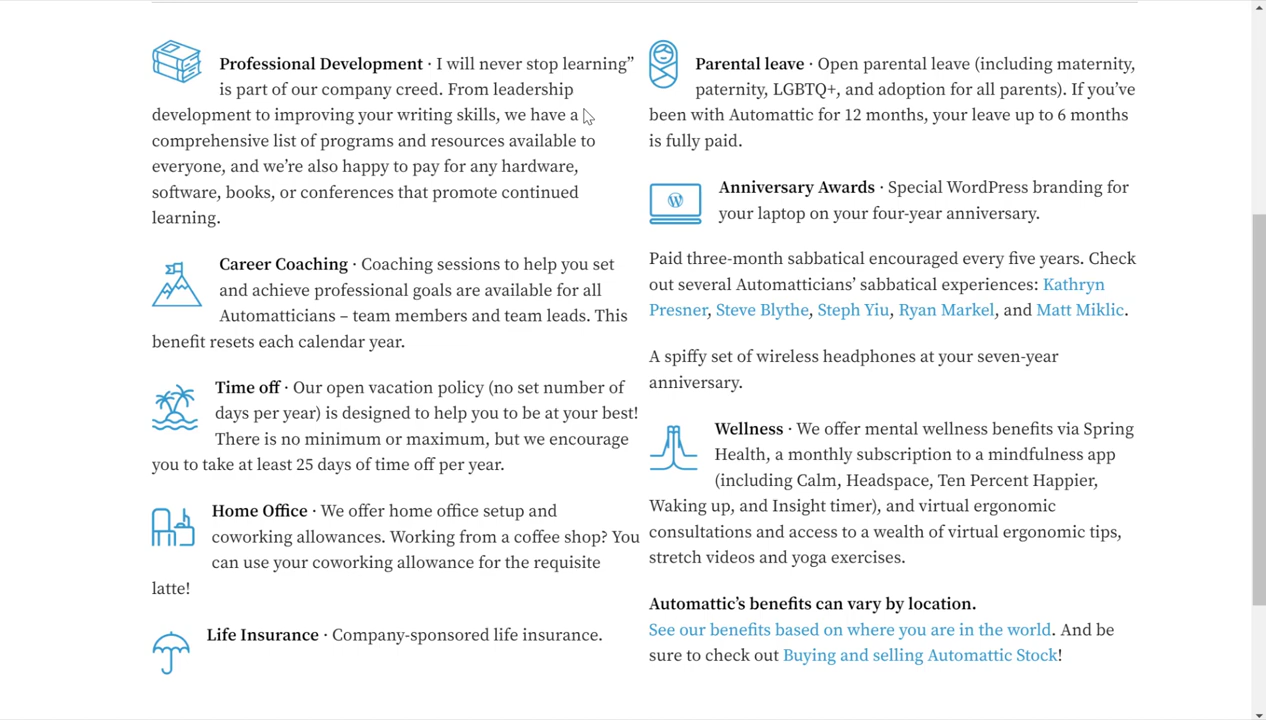 Professional Development · I will never stop learning”
is part of our company creed. From leadership
development to improving your writing skills, we have a
comprehensive list of programs and resources available to
everyone, and we’re also happy to pay for any hardware,
software, books, or conferences that promote continued
learning.
Career Coaching · Coaching sessions to help you set
and achieve professional goals are available for all
Automatticians – team members and team leads. This
benefit resets each calendar year.
Time off · Our open vacation policy (no set number of
days per year) is designed to help you to be at your best!
There is no minimum or maximum, but we encourage
you to take at least 25 days of time off per year.
Home Office · We offer home office setup and
coworking allowances. Working from a coffee shop? You
can use your coworking allowance for the requisite
latte!
Life Insurance · Company-sponsored life insurance.
Parental leave · Open parental leave (including maternity,
paternity, LGBTQ+, and adoption for all parents). If you’ve
been with Automattic for 12 months, your leave up to 6 months
is fully paid.
Anniversary Awards · Special WordPress branding for
your laptop on your four-year anniversary.
Paid three-month sabbatical encouraged every five years. Check
out several Automatticians’ sabbatical experiences: Kathryn
Presner, Steve Blythe, Steph Yiu, Ryan Markel, and Matt Miklic.
A spiffy set of wireless headphones at your seven-year
anniversary.
Wellness · We offer mental wellness benefits via Spring
Health, a monthly subscription to a mindfulness app
(including Calm, Headspace, Ten Percent Happier,
Waking up, and Insight timer), and virtual ergonomic
consultations and access to a wealth of virtual ergonomic tips,
stretch videos and yoga exercises.
Automattic’s benefits can vary by location.
See our benefits based on where you are in the world. And be
sure to check out Buying and selling Automattic Stock!